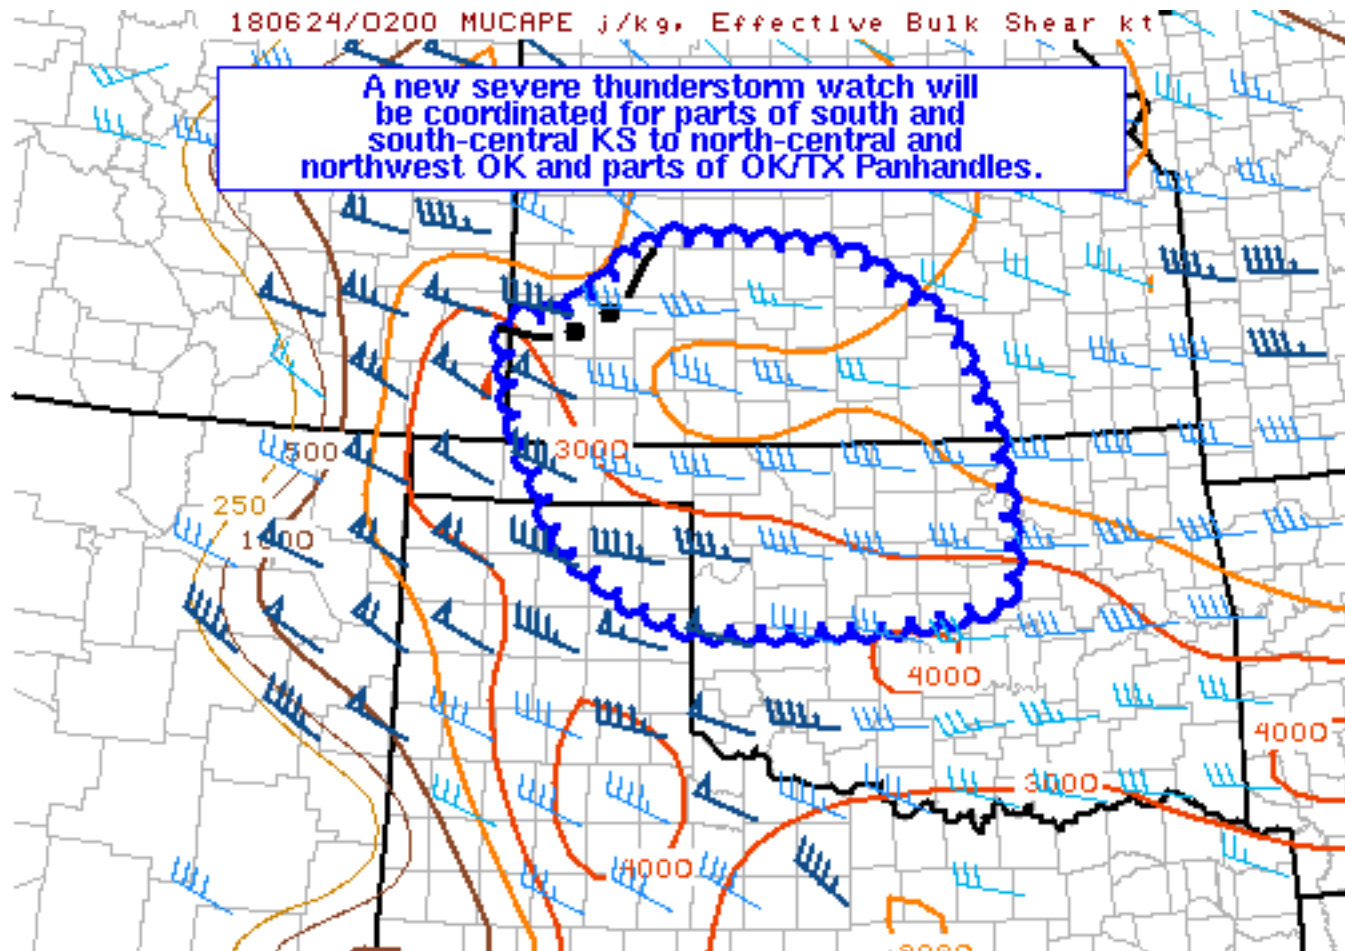 180624/0200 MUCAPE j/kg, Effective Bulk Shear kt
A new severe thunderstorm watch will
be coordinated for parts of south and
south-central KS to north-central and
northwest OK and parts of OK/TX Panhandles.
3000
500
250
1000
4000
4000
3000
4000